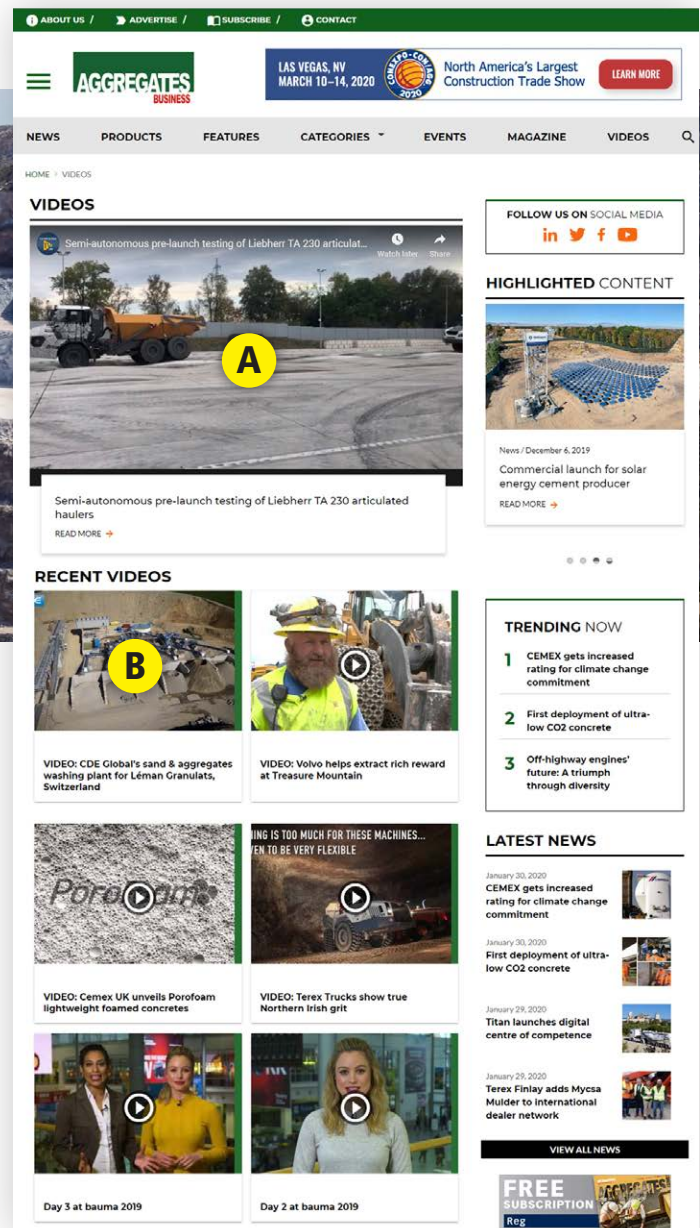 ABOUT US / ADVERTISE / SUBSCRIBE / CONTACT
AGGREGATES
BUSINESS
LAS VEGAS, NV
MARCH 10–14, 2020
CONEXPO-CON/AGG
2020
North America's Largest
Construction Trade Show
LEARN MORE
NEWS PRODUCTS FEATURES CATEGORIES EVENTS MAGAZINE VIDEOS
HOME > VIDEOS
VIDEOS
Semi-autonomous pre-launch testing of Liebherr TA 230 articulat...
Watch later Share
A
Semi-autonomous pre-launch testing of Liebherr TA 230 articulated
haulers
READ MORE →
FOLLOW US ON SOCIAL MEDIA
HIGHLIGHTED CONTENT
News / December 6, 2019
Commercial launch for solar
energy cement producer
READ MORE →
RECENT VIDEOS
B
VIDEO: CDE Global's sand & aggregates
washing plant for Léman Granulats,
Switzerland
VIDEO: Volvo helps extract rich reward
at Treasure Mountain
Porofoam
VIDEO: Cemex UK unveils Porofoam
lightweight foamed concretes
ING IS TOO MUCH FOR THESE MACHINES...
VEN TO BE VERY FLEXIBLE
VIDEO: Terex Trucks show true
Northern Irish grit
Day 3 at bauma 2019
Day 2 at bauma 2019
TRENDING NOW
1 CEMEX gets increased
rating for climate change
commitment
2 First deployment of ultra-
low CO2 concrete
3 Off-highway engines'
future: A triumph
through diversity
LATEST NEWS
January 30, 2020
CEMEX gets increased
rating for climate change
commitment
January 30, 2020
First deployment of ultra-
low CO2 concrete
January 29, 2020
Titan launches digital
centre of competence
January 29, 2020
Terex Finlay adds Mycsa
Mulder to international
dealer network
VIEW ALL NEWS
FREE
SUBSCRIPTION
Reg
AGGREGATES